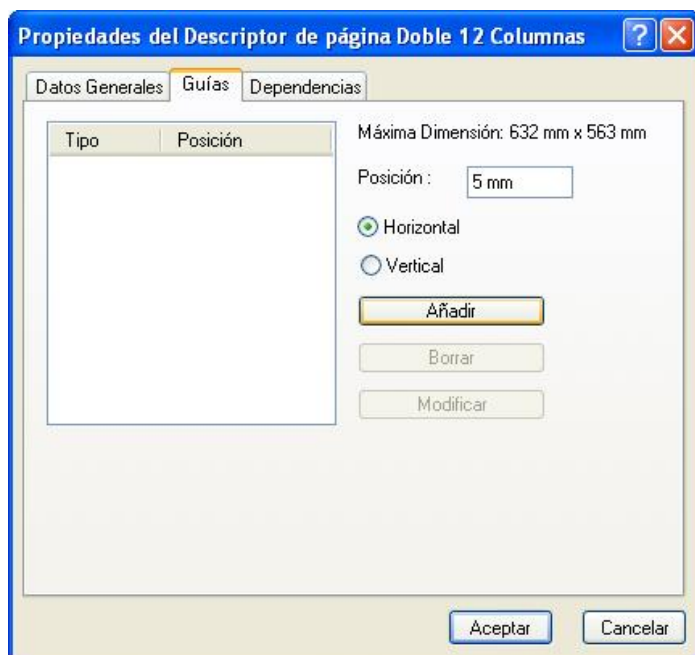 Propiedades del Descriptor de página Doble 12 Columnas
Datos Generales Guías Dependencias
Tipo Posición
Máxima Dimensión: 632 mm x 563 mm
Posición : 5 mm
Horizontal
Vertical
Añadir
Borrar
Modificar
Aceptar Cancelar